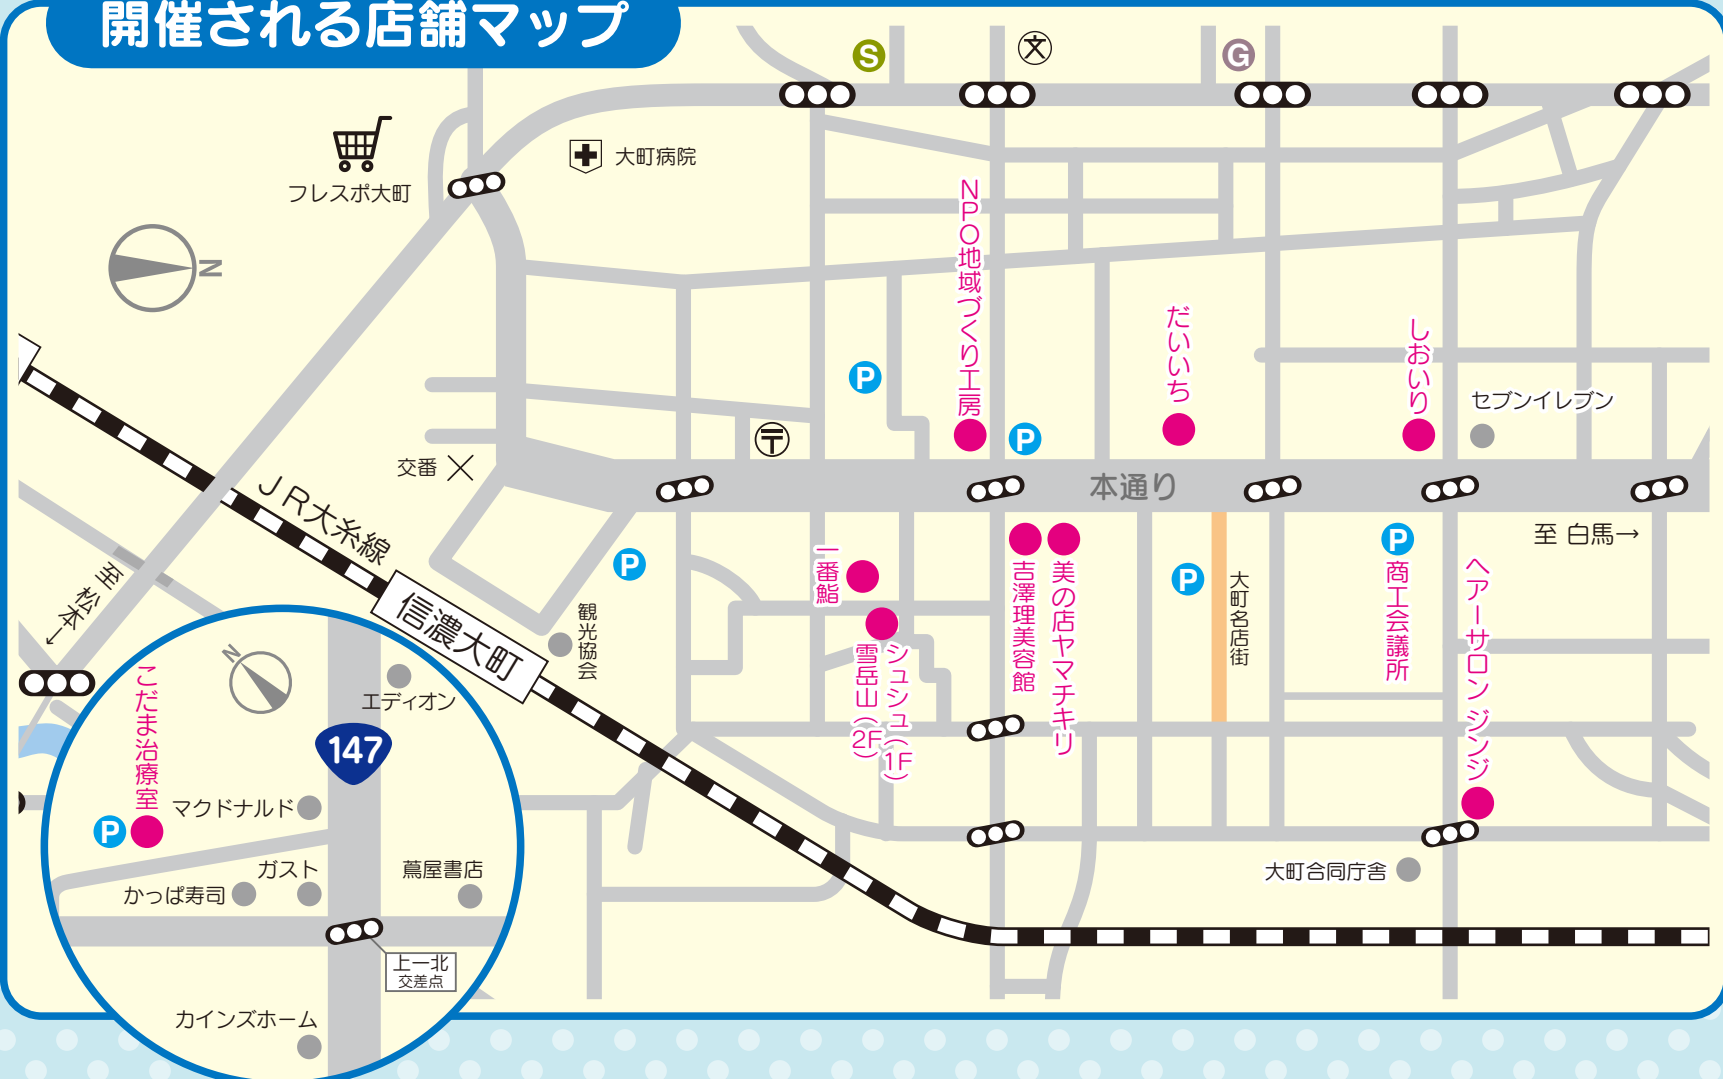 開催される店舗マップ
S
文
G
フレスポ大町
大町病院
N
NPO地域づくり工房
だいいち
しおいり
セブンイレブン
P
P
〒
交番
本通り
至 白馬→
JR大糸線
信濃大町
至 松本→
P
観光協会
一番鮨
シュシュ(1F)
雪岳山(2F)
吉澤理美容館
美の店ヤマチキリ
P
大町名店街
P
商工会議所
ヘアーサロン ジンジ
大町合同庁舎
N
こだま治療室
P
エディオン
147
マクドナルド
ガスト
かっぱ寿司
蔦屋書店
上一北
交差点
カインズホーム